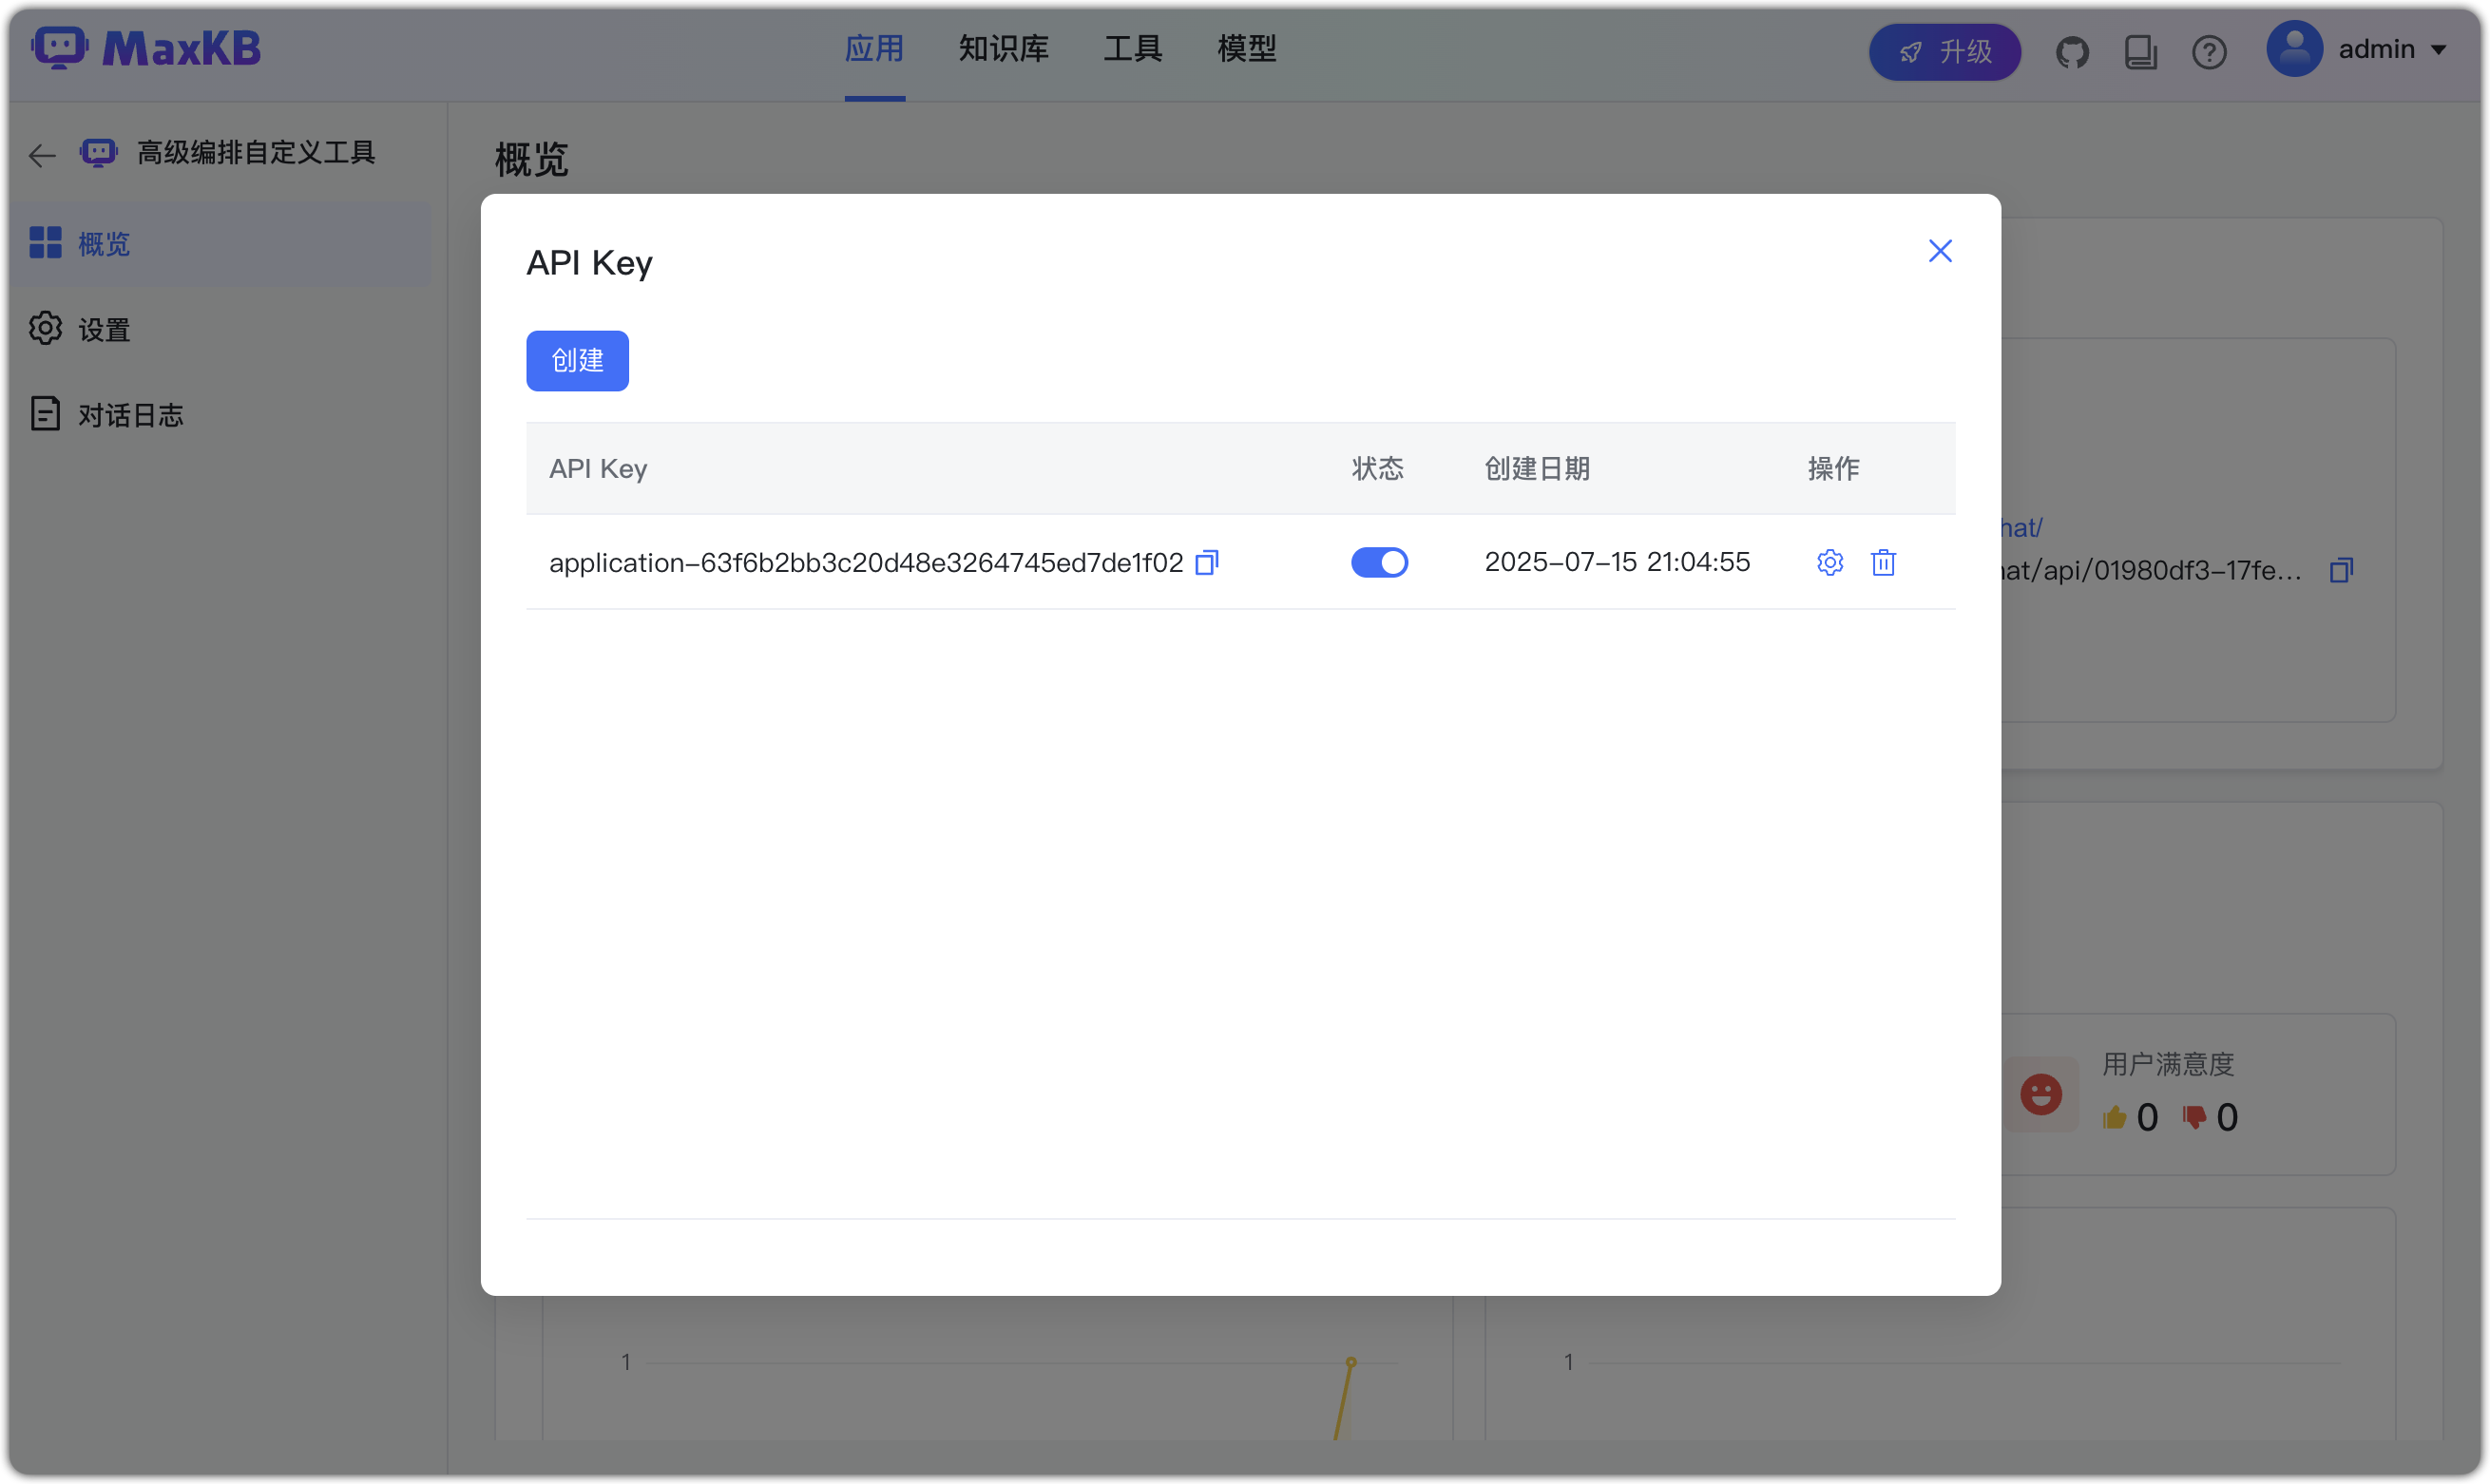 MaxKB
应用 知识库 工具 模型
升级
admin
高级编排自定义工具
概览
设置
对话日志
概览
API Key
创建
API Key 状态 创建日期 操作
application-63f6b2bb3c20d48e3264745ed7de1f02 2025-07-15 21:04:55
hat/
hat/api/01980df3-17fe...
用户满意度
0 0
1 1